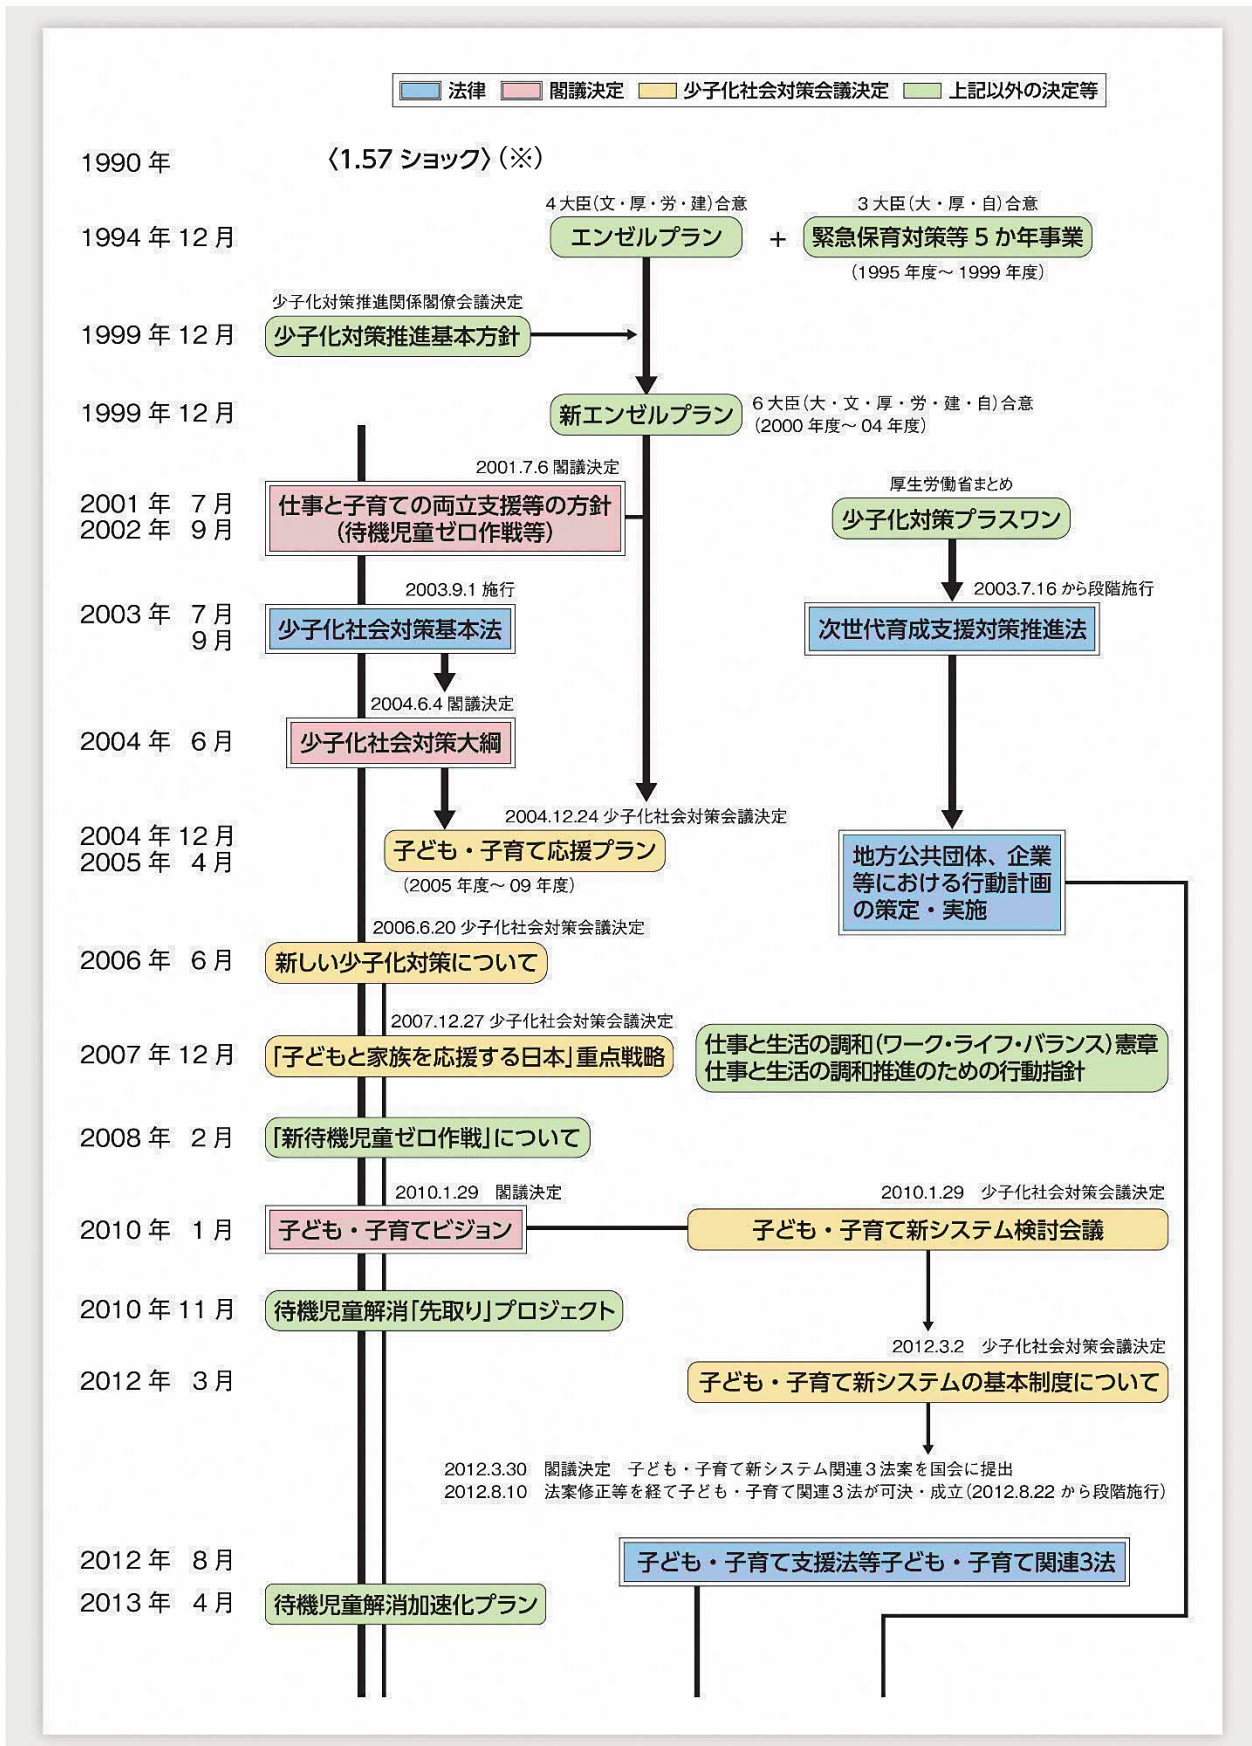 法律 閣議決定 少子化社会対策会議決定 上記以外の決定等
1990年 〈1.57ショック〉(※)
4大臣(文・厚・労・建)合意 3大臣(大・厚・自)合意
1994年12月 エンゼルプラン + 緊急保育対策等5か年事業
(1995年度〜1999年度)
少子化対策推進関係閣僚会議決定
1999年12月 少子化対策推進基本方針
1999年12月 新エンゼルプラン 6大臣(大・文・厚・労・建・自)合意
(2000年度〜04年度)
2001.7.6閣議決定
厚生労働省まとめ
2001年 7月 仕事と子育ての両立支援等の方針
2002年 9月 (待機児童ゼロ作戦等) 少子化対策プラスワン
2003.9.1施行 2003.7.16から段階施行
2003年 7月
9月 少子化社会対策基本法 次世代育成支援対策推進法
2004.6.4閣議決定
2004年 6月 少子化社会対策大綱
2004.12.24少子化社会対策会議決定
2004年12月
2005年 4月 子ども・子育て応援プラン
(2005年度〜09年度)
地方公共団体、企業
等における行動計画
の策定・実施
2006.6.20少子化社会対策会議決定
2006年 6月 新しい少子化対策について
2007.12.27少子化社会対策会議決定
2007年12月 「子どもと家族を応援する日本」重点戦略
仕事と生活の調和(ワーク・ライフ・バランス)憲章
仕事と生活の調和推進のための行動指針
2008年 2月 「新待機児童ゼロ作戦」について
2010.1.29 閣議決定 2010.1.29 少子化社会対策会議決定
2010年 1月 子ども・子育てビジョン 子ども・子育て新システム検討会議
2010年11月 待機児童解消「先取り」プロジェクト
2012.3.2 少子化社会対策会議決定
2012年 3月 子ども・子育て新システムの基本制度について
2012.3.30 閣議決定 子ども・子育て新システム関連3法案を国会に提出
2012.8.10 法案修正等を経て子ども・子育て関連3法が可決・成立(2012.8.22から段階施行)
2012年 8月 子ども・子育て支援法等子ども・子育て関連3法
2013年 4月 待機児童解消加速化プラン